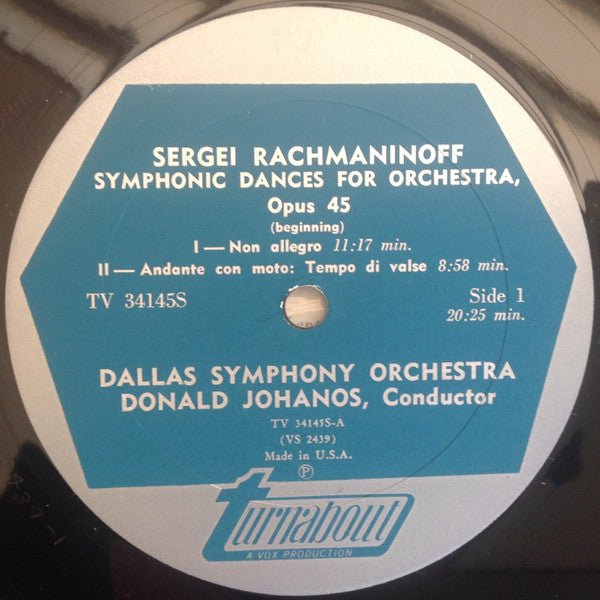 SERGEI RACHMANINOFF
SYMPHONIC DANCES FOR ORCHESTRA,
Opus 45
(beginning)
I — Non allegro 11:17 min.
II — Andante con moto: Tempo di valse 8:58 min.
TV 34145S Side 1
20:25 min.
DALLAS SYMPHONY ORCHESTRA
DONALD JOHANOS, Conductor
TV 34145S-A
(VS 2439)
Made in U.S.A.
Ⓟ
turnabout
A VOX PRODUCTION